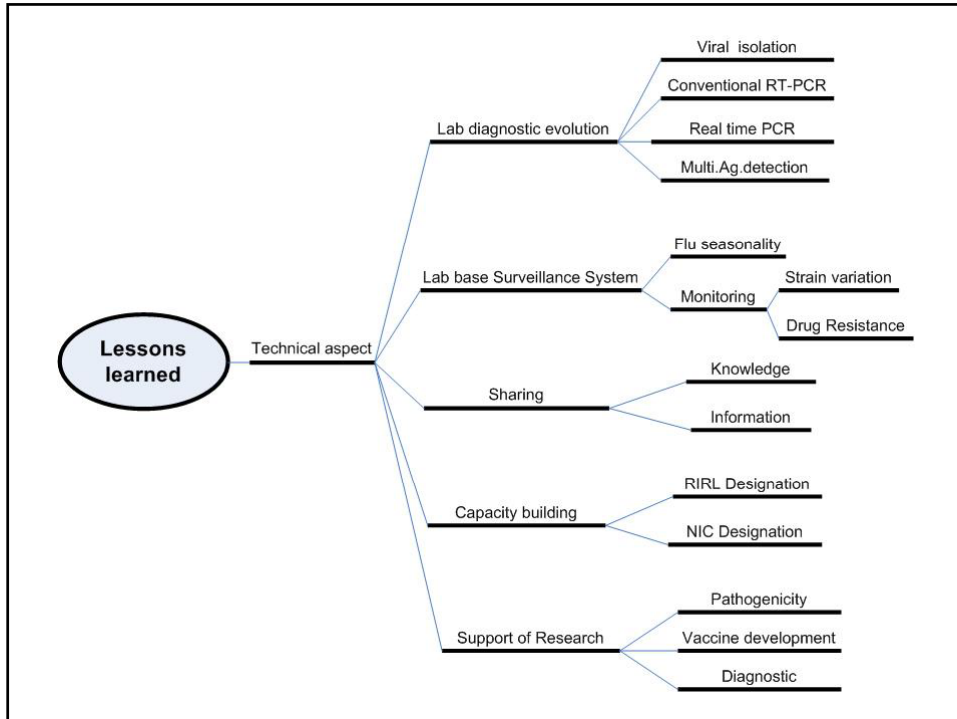 Lessons
learned
Technical aspect
Lab diagnostic evolution
Viral isolation
Conventional RT-PCR
Real time PCR
Multi.Ag.detection
Lab base Surveillance System
Flu seasonality
Monitoring
Strain variation
Drug Resistance
Sharing
Knowledge
Information
Capacity building
RIRL Designation
NIC Designation
Support of Research
Pathogenicity
Vaccine development
Diagnostic